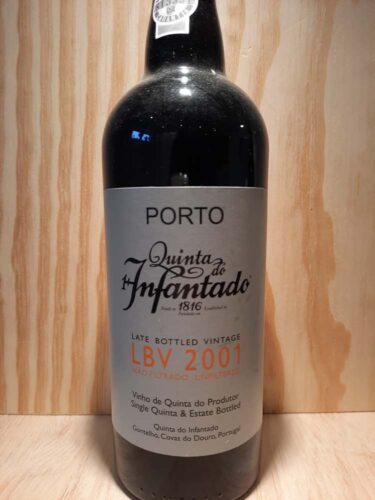 PORTO
Quinta
do
Infantado
1816
LATE BOTTLED VINTAGE
LBV 2001
NÃO FILTRADO UNFILTERED
Vinho de Quinta do Produtor
Single Quinta & Estate Bottled
Quinta do Infantado
Gontelho, Covas do Douro, Portugal